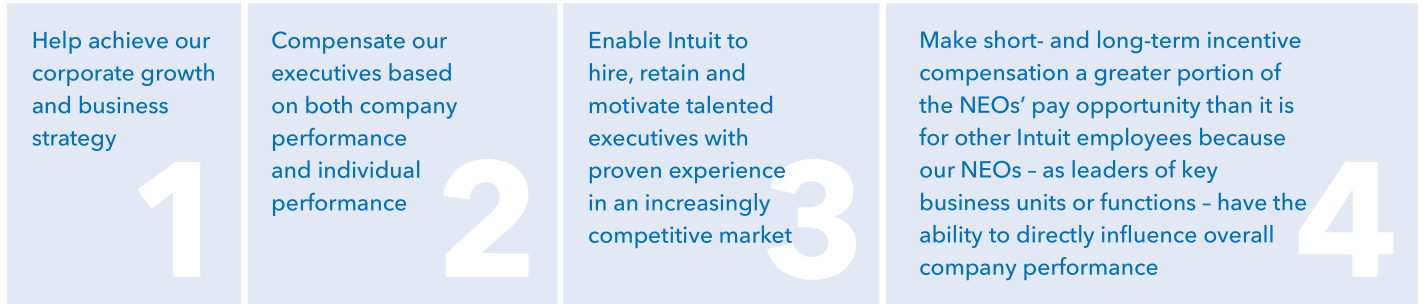 Help achieve our
corporate growth
and business
strategy
1
Compensate our
executives based
on both company
performance
and individual
performance
2
Enable Intuit to
hire, retain and
motivate talented
executives with
proven experience
in an increasingly
competitive market
3
Make short- and long-term incentive
compensation a greater portion of
the NEOs’ pay opportunity than it is
for other Intuit employees because
our NEOs – as leaders of key
business units or functions – have the
ability to directly influence overall
company performance
4